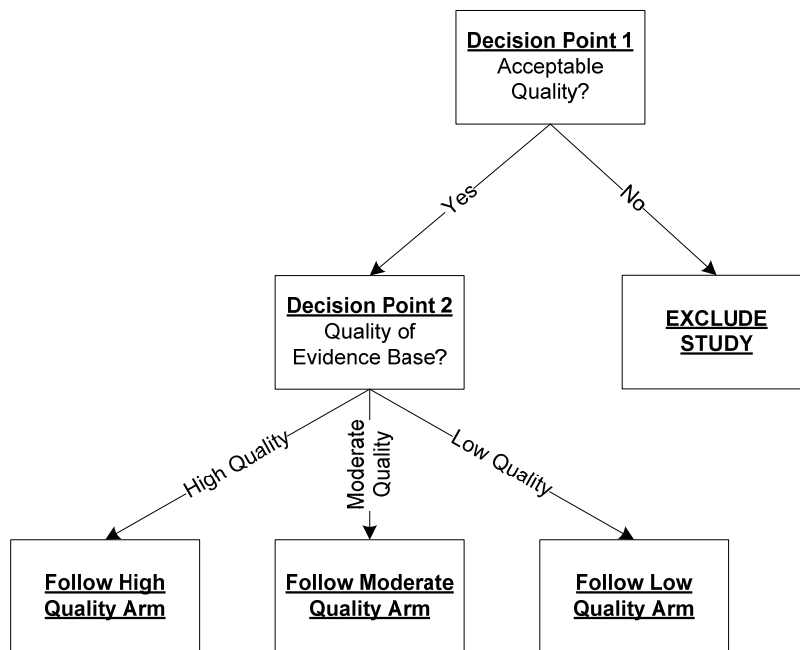 Decision Point 1
Acceptable
Quality?
Yes
No
Decision Point 2
Quality of
Evidence Base?
EXCLUDE
STUDY
High Quality
Moderate
Quality
Low Quality
Follow High
Quality Arm
Follow Moderate
Quality Arm
Follow Low
Quality Arm